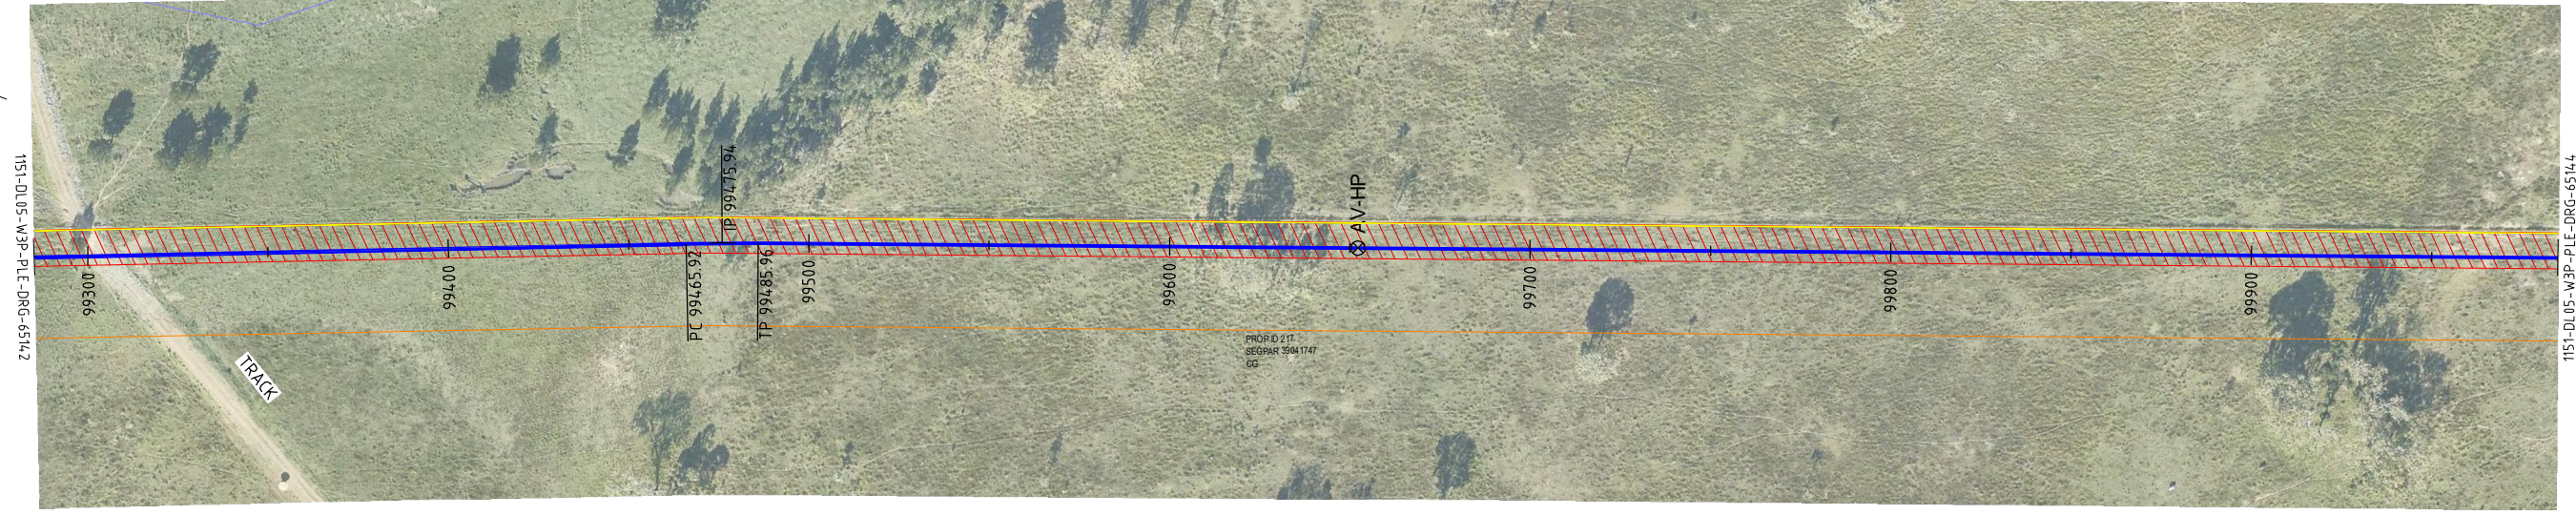 1151-DL05-W3P-PLE-DRG-65142
TRACK
99300
99400
PC 99465.92
IP 99475.94
TP 99485.96
99500
99600
PROP ID 217
SEGPAR 39041747
CG
AV-HP
99700
99800
99900
1151-DL05-W3P-PLE-DRG-65144